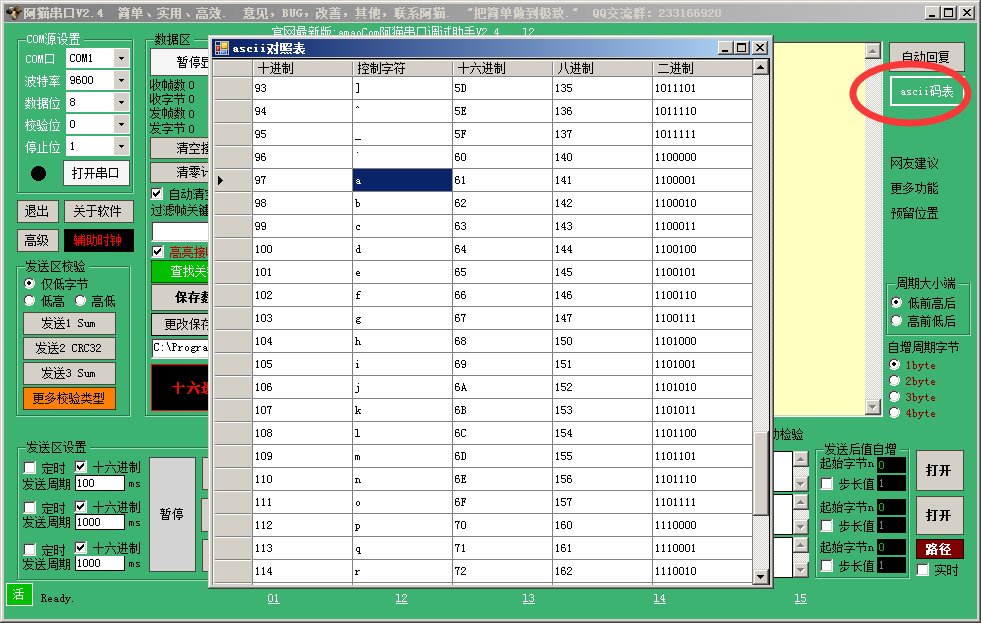 阿猫串口V2.4 简单、实用、高效. 意见，BUG，改善，其他，联系阿猫. "把简单做到极致." QQ交流群：233166920
COM源设置
COM口 COM1
波特率 9600
数据位 8
校验位 0
停止位 1
打开串口
退出 关于软件
高级 辅助时钟
发送区校验
仅低字节
低高 高低
发送1 Sum
发送2 CRC32
发送3 Sum
更多校验类型
数据区
暂停显
收帧数 0
收字节 0
发帧数 0
发字节 0
清空接
清零计
自动清空
过滤帧关键
高亮接收
查找关
保存数
更改保存
C:\Progra
十六进
官网最新版:amaoCom阿猫串口调试助手V2.4 12
ascii对照表
十进制 控制字符 十六进制 八进制 二进制
93 ] 5D 135 1011101
94 ^ 5E 136 1011110
95 _ 5F 137 1011111
96 ` 60 140 1100000
97 a 61 141 1100001
98 b 62 142 1100010
99 c 63 143 1100011
100 d 64 144 1100100
101 e 65 145 1100101
102 f 66 146 1100110
103 g 67 147 1100111
104 h 68 150 1101000
105 i 69 151 1101001
106 j 6A 152 1101010
107 k 6B 153 1101011
108 l 6C 154 1101100
109 m 6D 155 1101101
110 n 6E 156 1101110
111 o 6F 157 1101111
112 p 70 160 1110000
113 q 71 161 1110001
114 r 72 162 1110010
自动回复
ascii码表
网友建议
更多功能
预留位置
周期大小端
低前高后
高前低后
自增周期字节
1byte
2byte
3byte
4byte
发送区设置
定时 十六进制
发送周期 100 ms
定时 十六进制
发送周期 1000 ms
定时 十六进制
发送周期 1000 ms
暂停
动检验
发送后值自增
起始字节n 0
步长值 1
起始字节n 0
步长值 1
起始字节n 0
步长值 1
打开
打开
路径
实时
活 Ready. 01 12 13 14 15